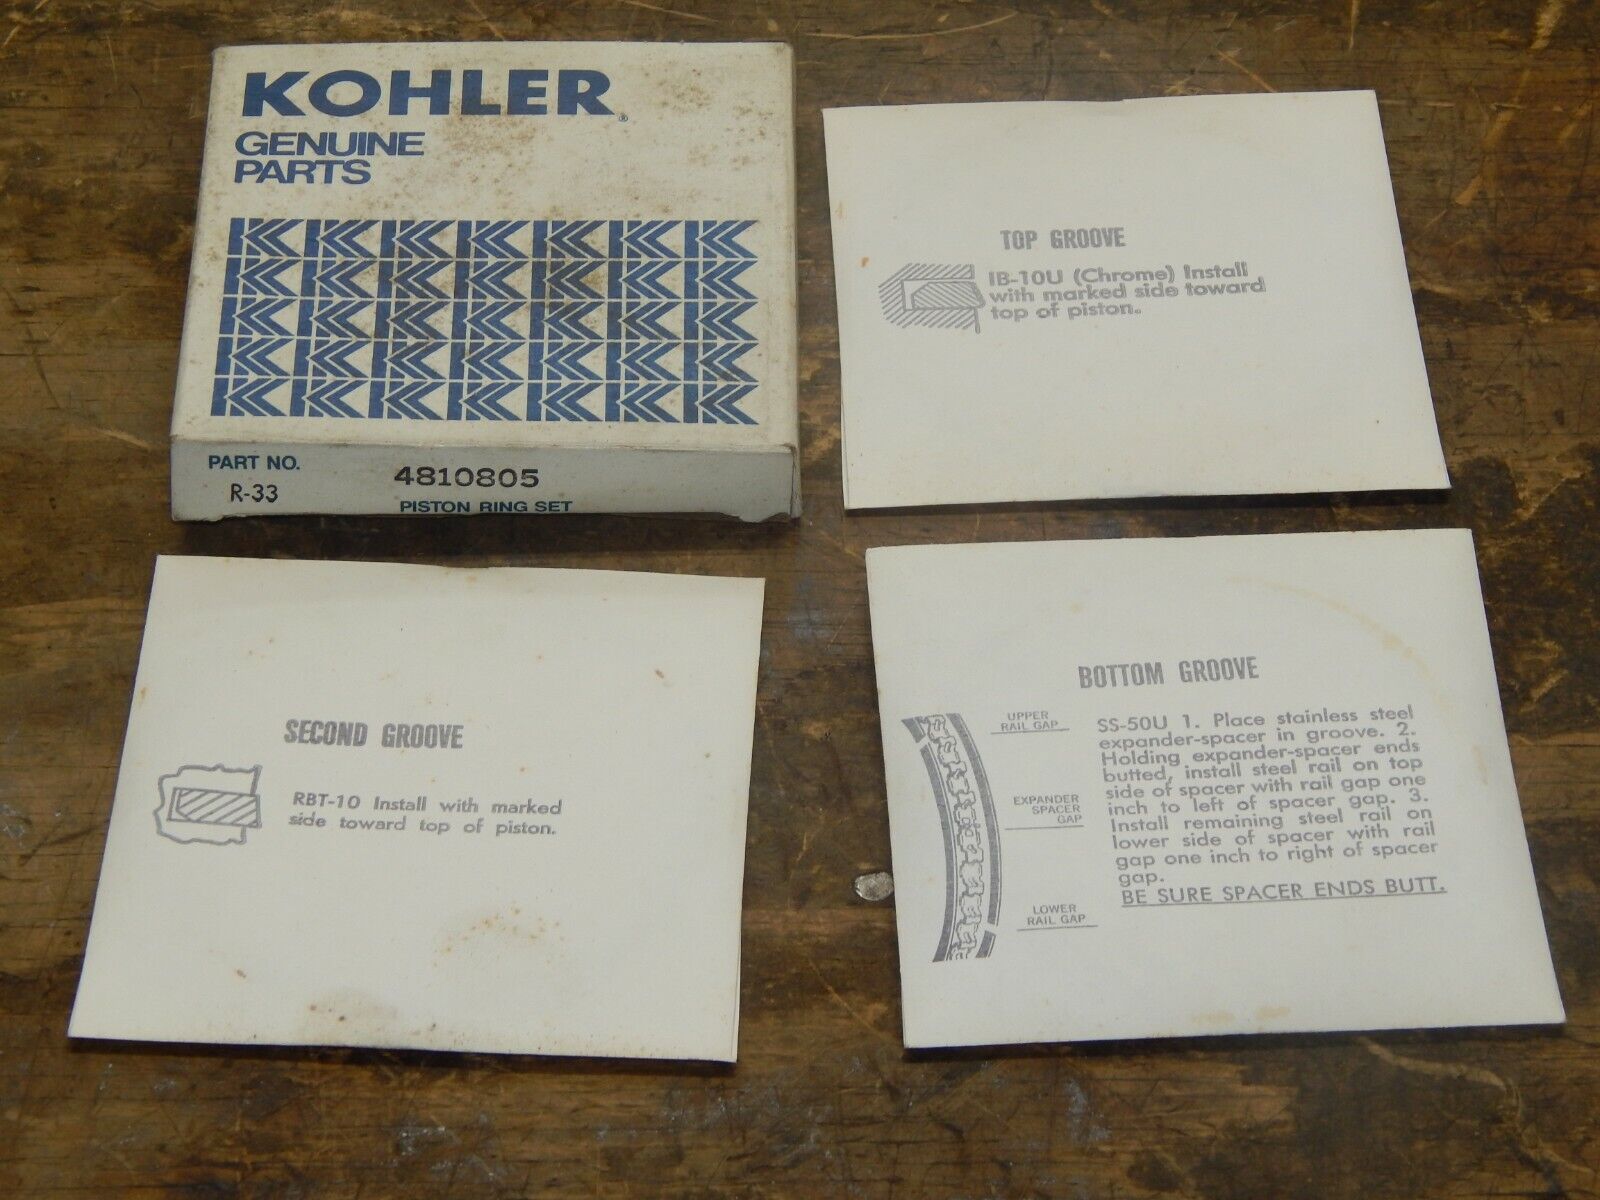 KOHLER®
GENUINE
PARTS
PART NO.
4810805
R-33
PISTON RING SET
TOP GROOVE
IB-10U (Chrome) Install
with marked side toward
top of piston.
SECOND GROOVE
RBT-10 Install with marked
side toward top of piston.
BOTTOM GROOVE
UPPER
RAIL GAP
EXPANDER
SPACER
GAP
LOWER
RAIL GAP
SS-50U 1. Place stainless steel
expander-spacer in groove. 2.
Holding expander-spacer ends
butted, install steel rail on top
side of spacer with rail gap one
inch to left of spacer gap. 3.
Install remaining steel rail on
lower side of spacer with rail
gap one inch to right of spacer
gap.
BE SURE SPACER ENDS BUTT.